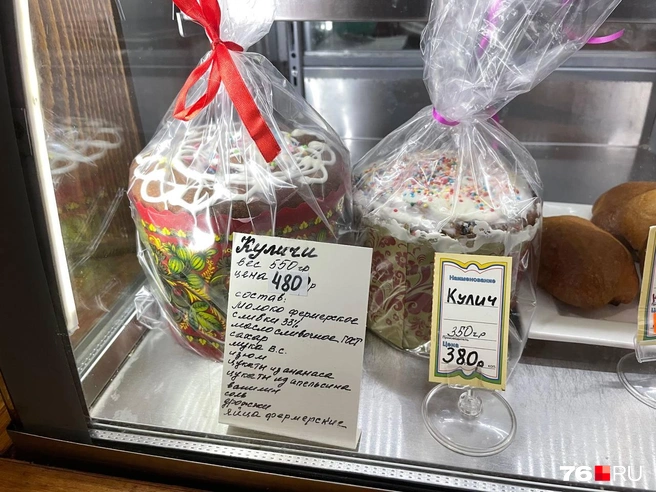 Куличи
вес 550гр
цена 480р
состав:
молоко фермерское
сливки 33%
масло сливочное ГОСТ
сахар
мука в.с.
изюм
цукаты из ананаса
цукаты из апельсина
ванилин
соль
дрожжи
яйца фермерские
Наименование
Кулич
350гр
Цена
380р
76.RU